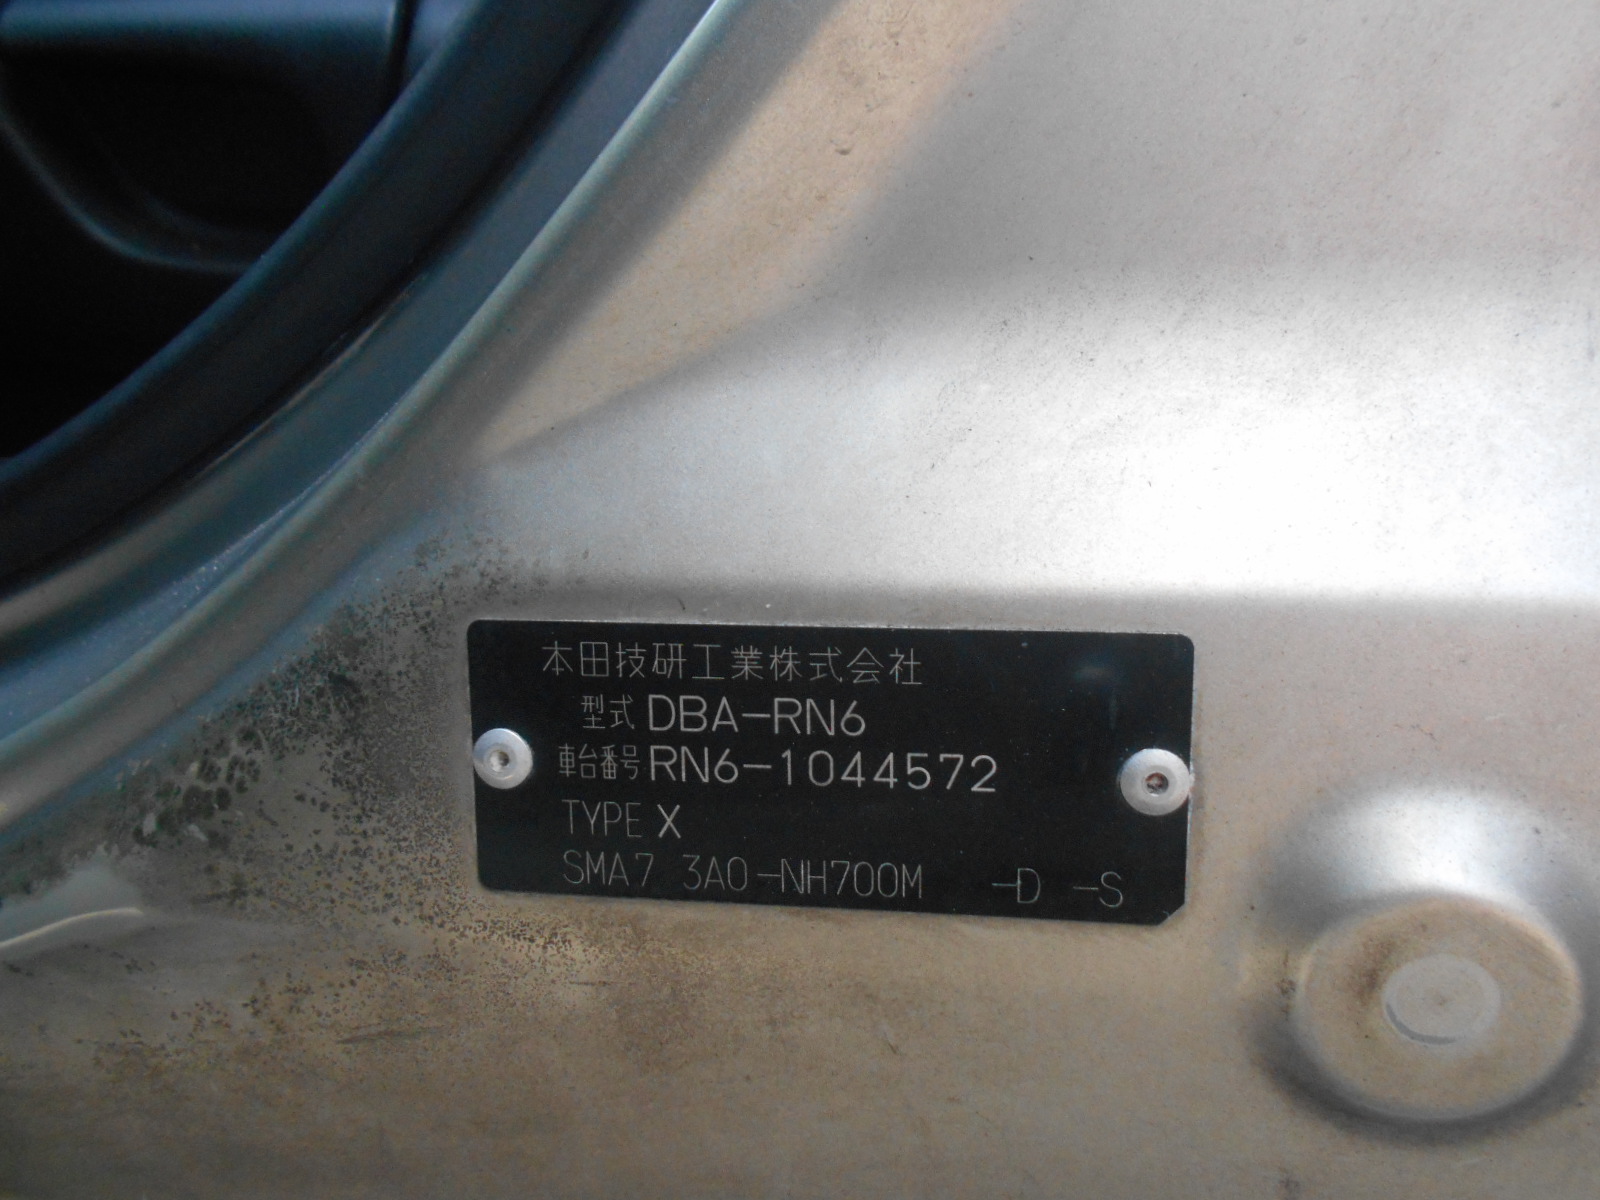 本田技研工業株式会社
型式 DBA-RN6
車台番号 RN6-1044572
TYPE X
SMA7 3A0-NH700M -D -S